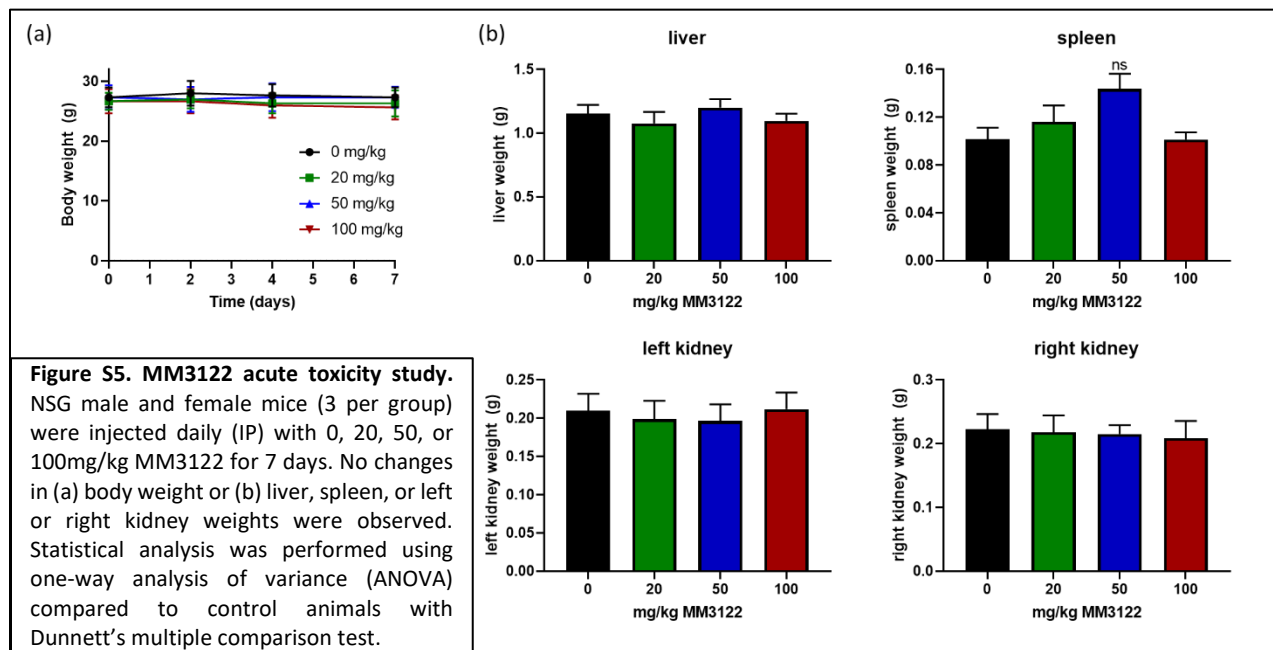 (a)
Body weight (g)
30
20
10
0
0 1 2 3 4 5 6 7
Time (days)
0 mg/kg
20 mg/kg
50 mg/kg
100 mg/kg
(b)
liver
liver weight (g)
1.5
1.0
0.5
0.0
0 20 50 100
mg/kg MM3122
spleen
spleen weight (g)
0.16
0.12
0.08
0.04
0.00
ns
0 20 50 100
mg/kg MM3122
left kidney
left kidney weight (g)
0.25
0.20
0.15
0.10
0.05
0.00
0 20 50 100
mg/kg MM3122
right kidney
right kidney weight (g)
0.3
0.2
0.1
0.0
0 20 50 100
mg/kg MM3122
Figure S5. MM3122 acute toxicity study.
NSG male and female mice (3 per group)
were injected daily (IP) with 0, 20, 50, or
100mg/kg MM3122 for 7 days. No changes
in (a) body weight or (b) liver, spleen, or left
or right kidney weights were observed.
Statistical analysis was performed using
one-way analysis of variance (ANOVA)
compared to control animals with
Dunnett’s multiple comparison test.